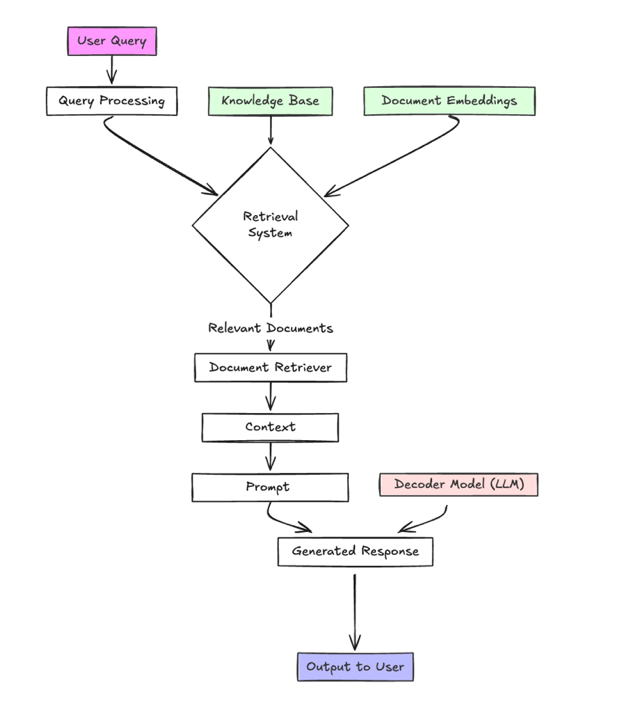 User Query
Query Processing
Knowledge Base
Document Embeddings
Retrieval
System
Relevant Documents
Document Retriever
Context
Prompt
Decoder Model (LLM)
Generated Response
Output to User